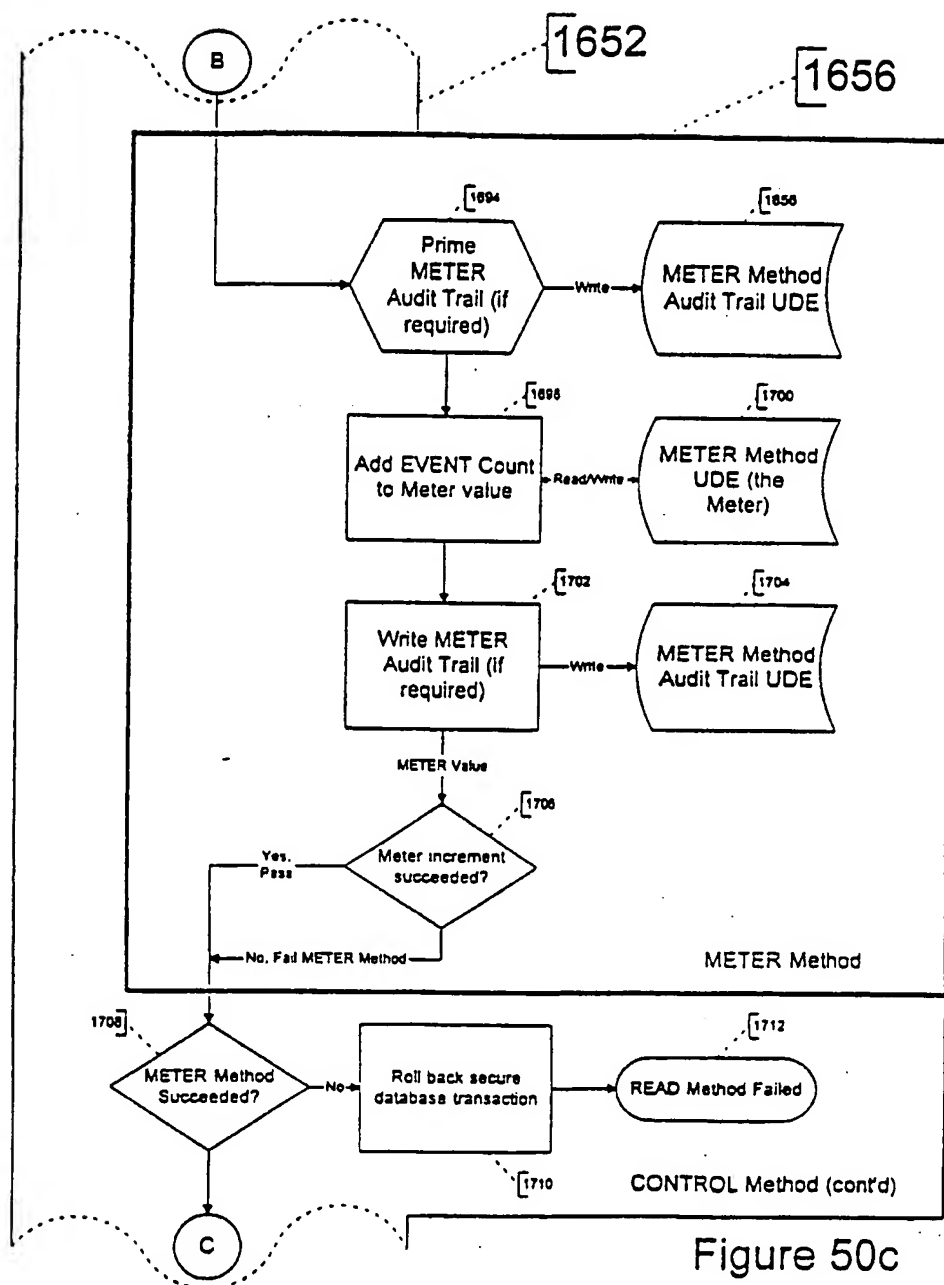 B
1652
1656
1694
Prime
METER
Audit Trail (if
required)
Write
1656
METER Method
Audit Trail UDE
1698
Add EVENT Count
to Meter value
Read/Write
1700
METER Method
UDE (the
Meter)
1702
Write METER
Audit Trail (if
required)
Write
1704
METER Method
Audit Trail UDE
METER Value
1706
Meter increment
succeeded?
Yes,
Pass
No, Fail METER Method
METER Method
1708
METER Method
Succeeded?
No
Roll back secure
database transaction
1710
1712
READ Method Failed
CONTROL Method (cont'd)
C
Figure 50c